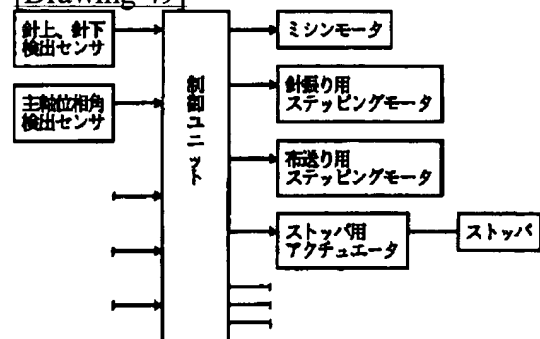 [Drawing 49]
針上、針下
検出センサ
主軸位相角
検出センサ
制御ユニット
ミシンモータ
針振り用
ステッピングモータ
布送り用
ステッピングモータ
ストッパ用
アクチュエータ
ストッパ